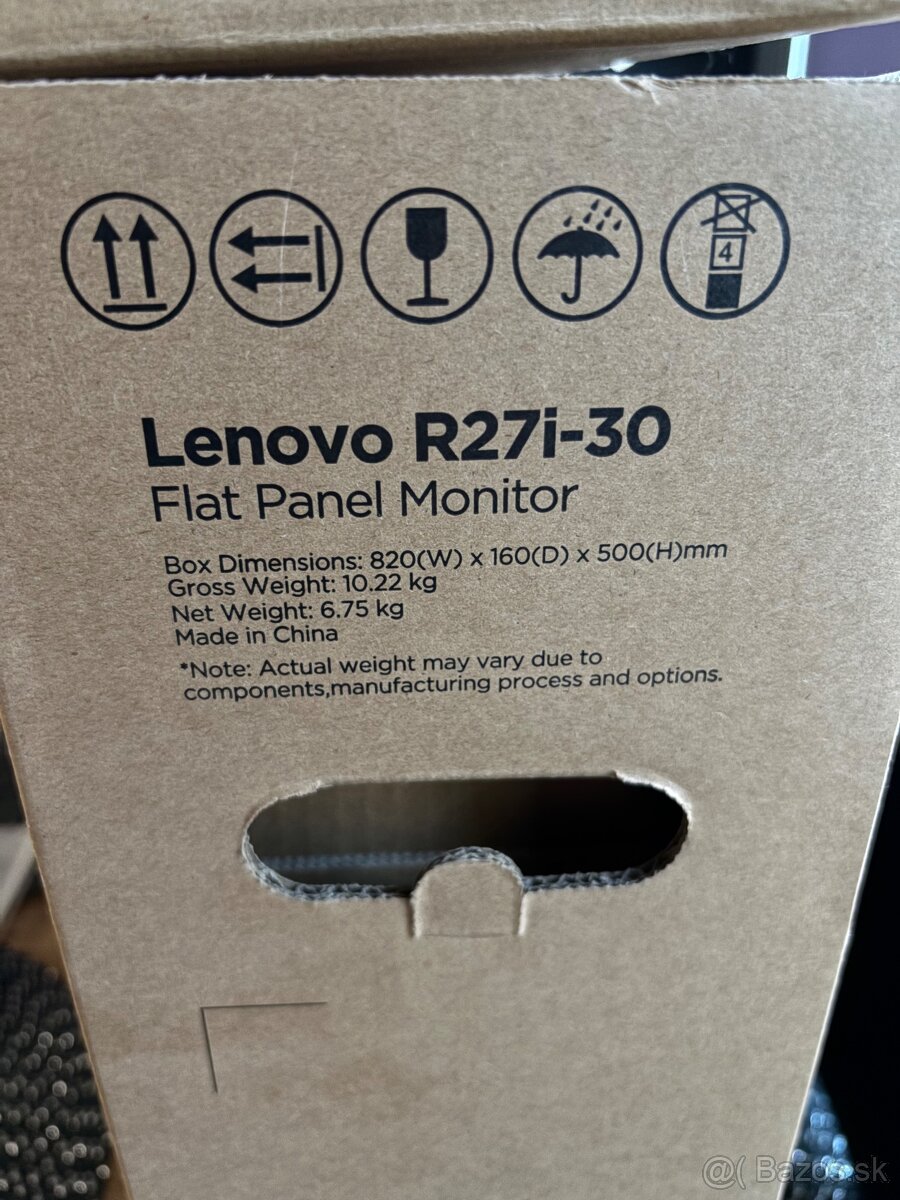 4
Lenovo R27i-30
Flat Panel Monitor
Box Dimensions: 820(W) x 160(D) x 500(H)mm
Gross Weight: 10.22 kg
Net Weight: 6.75 kg
Made in China
*Note: Actual weight may vary due to
components,manufacturing process and options.
@( Bazos.sk